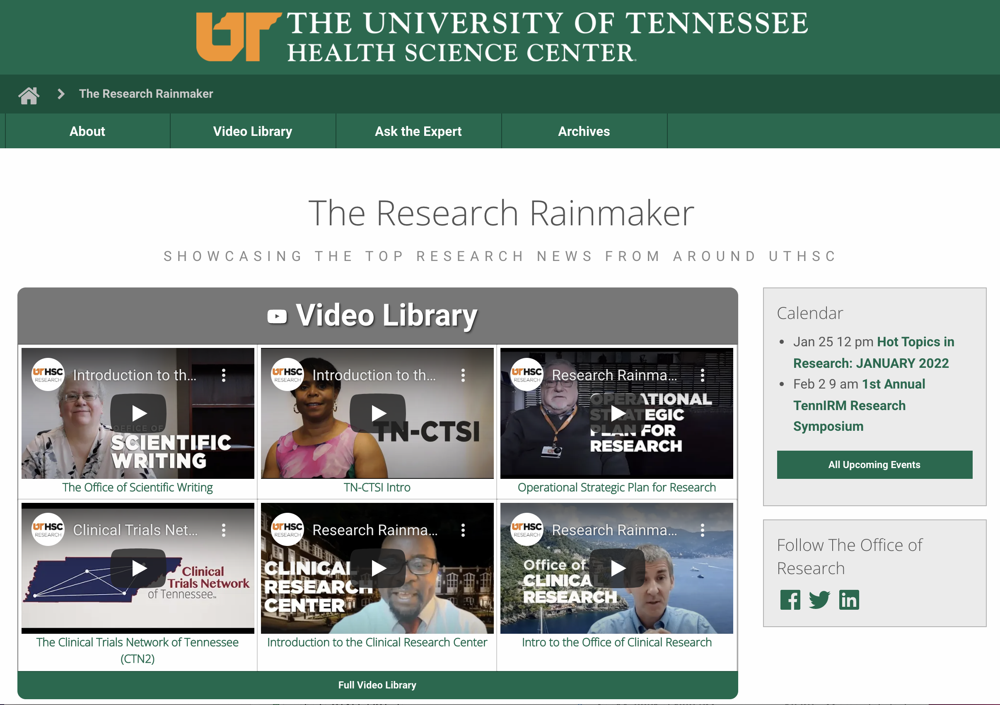 UT THE UNIVERSITY OF TENNESSEE
HEALTH SCIENCE CENTER.
The Research Rainmaker
About
Video Library
Ask the Expert
Archives
The Research Rainmaker
SHOWCASING THE TOP RESEARCH NEWS FROM AROUND UTHSC
Video Library
UTHSC
RESEARCH
Introduction to th...
OFFICE OF
SCIENTIFIC
WRITING
The Office of Scientific Writing
UTHSC
RESEARCH
Introduction to th...
TN-CTSI
TN-CTSI Intro
UTHSC
RESEARCH
Research Rainma...
OPERATIONAL
STRATEGIC
PLAN FOR
RESEARCH
Operational Strategic Plan for Research
UTHSC
RESEARCH
Clinical Trials Net...
Clinical
Trials Network
of Tennessee™
The Clinical Trials Network of Tennessee
(CTN2)
UTHSC
RESEARCH
Research Rainma...
CLINICAL
RESEARCH
CENTER
Introduction to the Clinical Research Center
UTHSC
RESEARCH
Research Rainma...
Office of
CLINICAL
RESEARCH
Intro to the Office of Clinical Research
Full Video Library
Calendar
• Jan 25 12 pm Hot Topics in
Research: JANUARY 2022
• Feb 2 9 am 1st Annual
TennIRM Research
Symposium
All Upcoming Events
Follow The Office of
Research